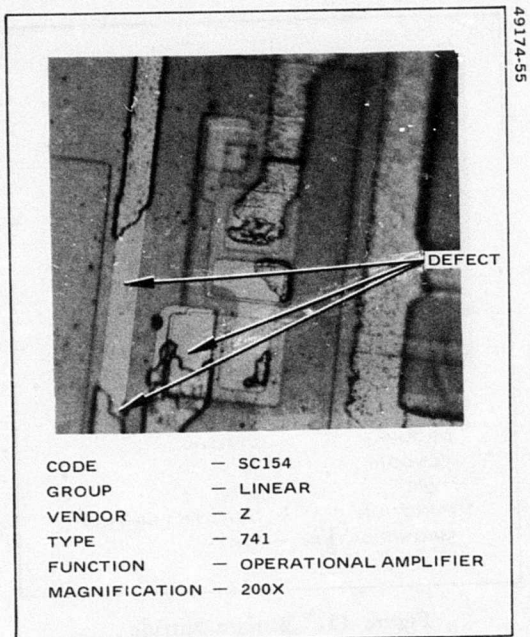 49174-55
DEFECT
CODE — SC154
GROUP — LINEAR
VENDOR — Z
TYPE — 741
FUNCTION — OPERATIONAL AMPLIFIER
MAGNIFICATION — 200X